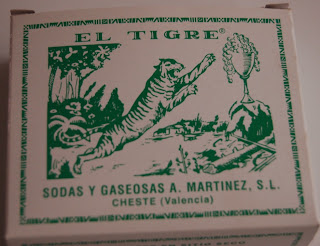 EL TIGRE®
SODAS Y GASEOSAS A. MARTINEZ, S.L.
CHESTE (Valencia)